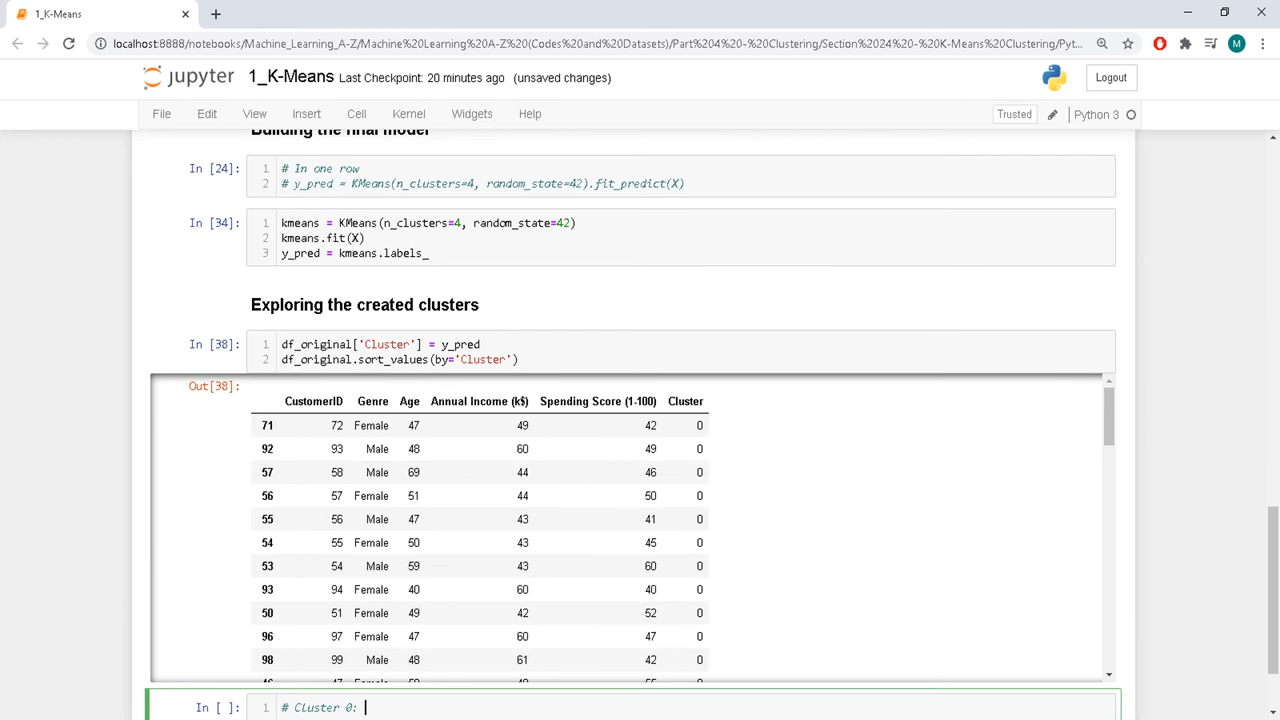 1_K-Means
localhost:8888/notebooks/Machine_Learning_A-Z/Machine%20Learning%20A-Z%20(Codes%20and%20Datasets)/Part%204%20-%20Clustering/Section%2024%20-%20K-Means%20Clustering/Pyt...
M
jupyter 1_K-Means Last Checkpoint: 20 minutes ago (unsaved changes) Logout
File Edit View Insert Cell Kernel Widgets Help Trusted Python 3
Building the final model
In [24]: 1 # In one row
2 # y_pred = KMeans(n_clusters=4, random_state=42).fit_predict(X)
In [34]: 1 kmeans = KMeans(n_clusters=4, random_state=42)
2 kmeans.fit(X)
3 y_pred = kmeans.labels_
Exploring the created clusters
In [38]: 1 df_original['Cluster'] = y_pred
2 df_original.sort_values(by='Cluster')
Out[38]:
CustomerID Genre Age Annual Income (k$) Spending Score (1-100) Cluster
71 72 Female 47 49 42 0
92 93 Male 48 60 49 0
57 58 Male 69 44 46 0
56 57 Female 51 44 50 0
55 56 Male 47 43 41 0
54 55 Female 50 43 45 0
53 54 Male 59 43 60 0
93 94 Female 40 60 40 0
50 51 Female 49 42 52 0
96 97 Female 47 60 47 0
98 99 Male 48 61 42 0
In [ ]: 1 # Cluster 0: